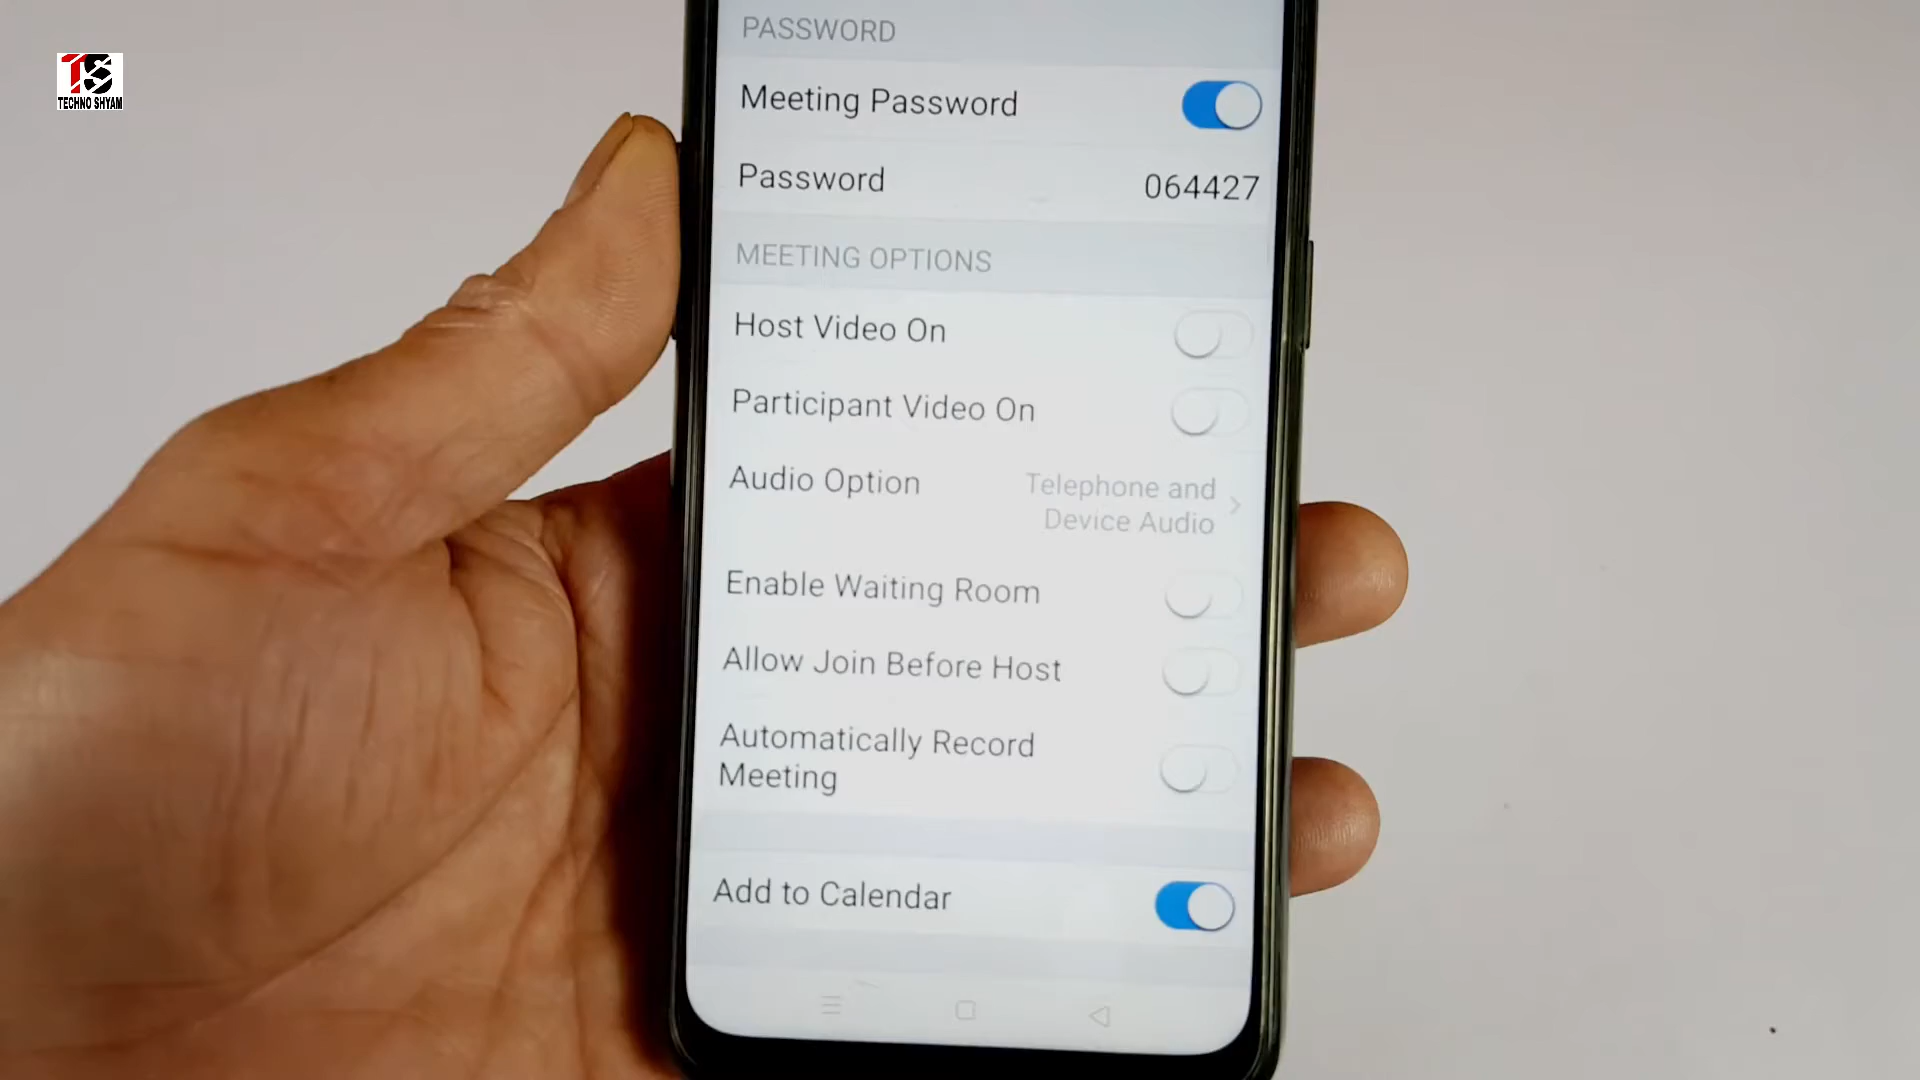 TS
TECHNO SHYAM
PASSWORD
Meeting Password
Password 064427
MEETING OPTIONS
Host Video On
Participant Video On
Audio Option Telephone and
Device Audio
Enable Waiting Room
Allow Join Before Host
Automatically Record
Meeting
Add to Calendar